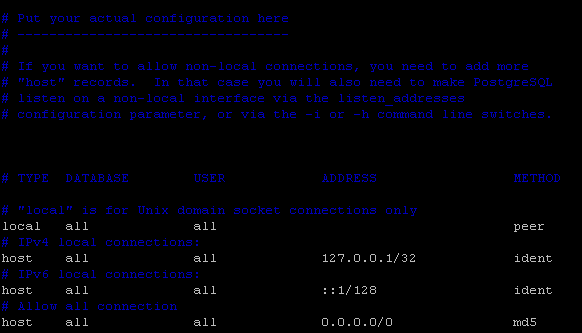 # Put your actual configuration here
# ----------------------------------
#
# If you want to allow non-local connections, you need to add more
# "host" records.  In that case you will also need to make PostgreSQL
# listen on a non-local interface via the listen_addresses
# configuration parameter, or via the -i or -h command line switches.
# TYPE  DATABASE        USER            ADDRESS                 METHOD
# "local" is for Unix domain socket connections only
local   all             all                                     peer
# IPv4 local connections:
host    all             all             127.0.0.1/32            ident
# IPv6 local connections:
host    all             all             ::1/128                 ident
# Allow all connection
host    all             all             0.0.0.0/0               md5